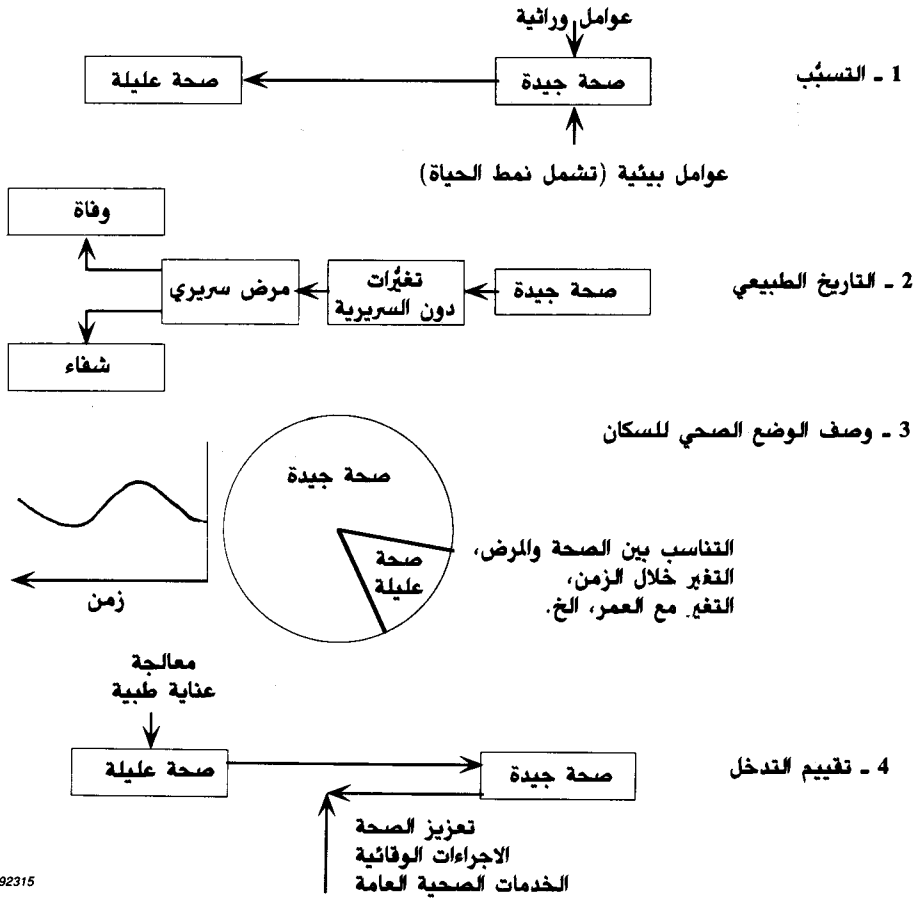 عوامل وراثية
1 ـ التسبُّب
صحة جيدة
صحة عليلة
عوامل بيئية (تشمل نمط الحياة)
2 ـ التاريخ الطبيعي
صحة جيدة
تغيُّرات
دون السريرية
مرض سريري
وفاة
شفاء
3 ـ وصف الوضع الصحي للسكان
صحة جيدة
صحة
عليلة
زمن
التناسب بين الصحة والمرض،
التغير خلال الزمن،
التغير مع العمر، الخ.
4 ـ تقييم التدخل
معالجة
عناية طبية
صحة جيدة
صحة عليلة
تعزيز الصحة
الاجراءات الوقائية
الخدمات الصحية العامة
92315